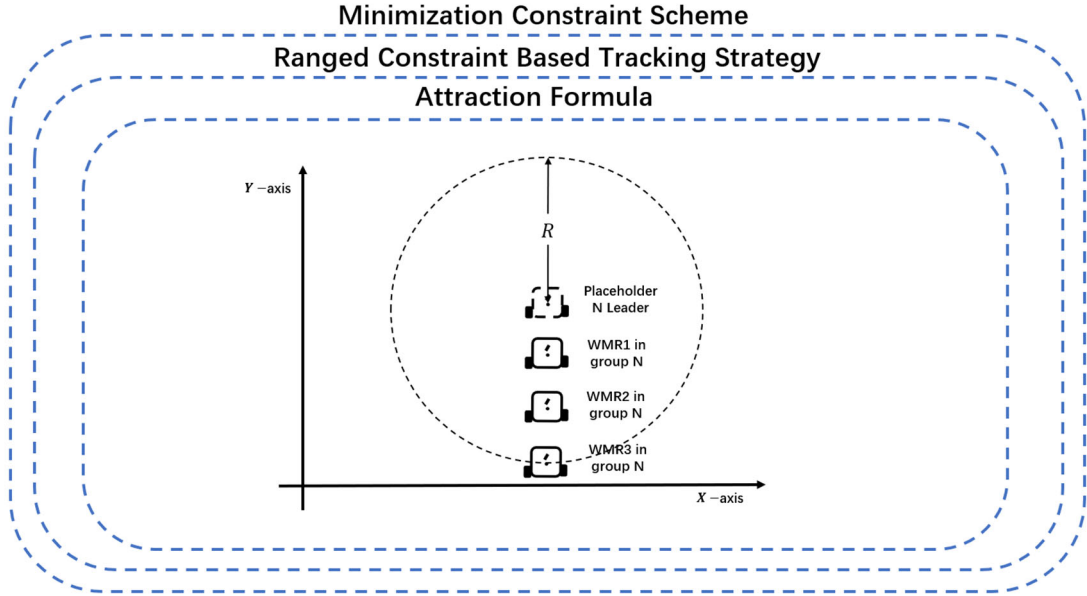 Minimization Constraint Scheme
Ranged Constraint Based Tracking Strategy
Attraction Formula
Y –axis
R
Placeholder
N Leader
WMR1 in
group N
WMR2 in
group N
WMR3 in
group N
X –axis